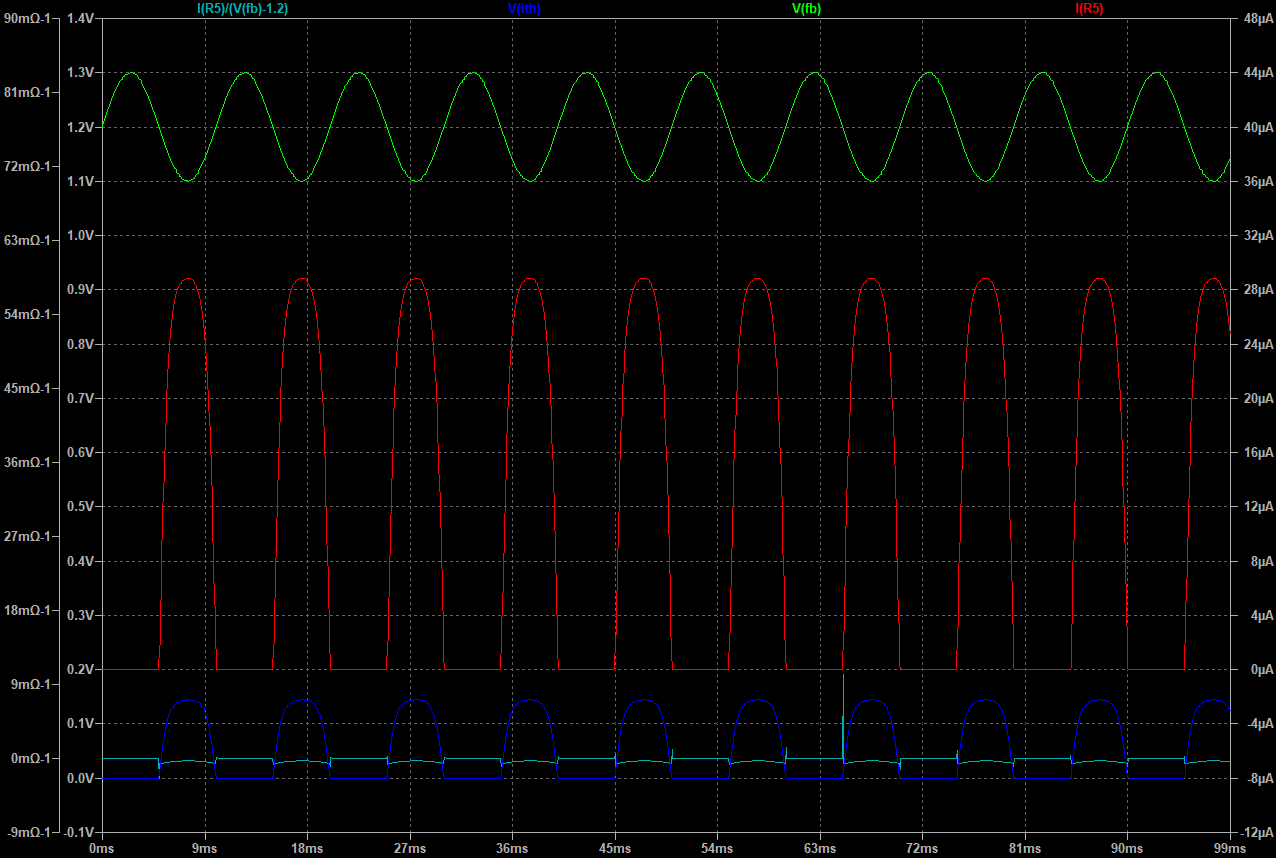 I(R5)/(V(fb)-1.2) V(ith) V(fb) I(R5)
90mΩ-1 1.4V 48µA
1.3V 44µA
81mΩ-1
1.2V 40µA
72mΩ-1
1.1V 36µA
63mΩ-1 1.0V 32µA
0.9V 28µA
54mΩ-1
0.8V 24µA
45mΩ-1
0.7V 20µA
36mΩ-1 0.6V 16µA
0.5V 12µA
27mΩ-1
0.4V 8µA
18mΩ-1
0.3V 4µA
0.2V 0µA
9mΩ-1
0.1V -4µA
0mΩ-1
0.0V -8µA
-9mΩ-1 -0.1V -12µA
0ms 9ms 18ms 27ms 36ms 45ms 54ms 63ms 72ms 81ms 90ms 99ms